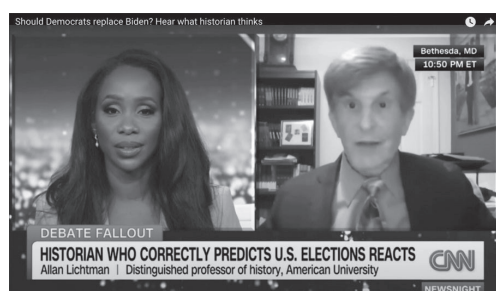 Should Democrats replace Biden? Hear what historian thinks
Bethesda, MD
10:50 PM ET
DEBATE FALLOUT
HISTORIAN WHO CORRECTLY PREDICTS U.S. ELECTIONS REACTS
Allan Lichtman | Distinguished professor of history, American University
CNN
NEWSNIGHT